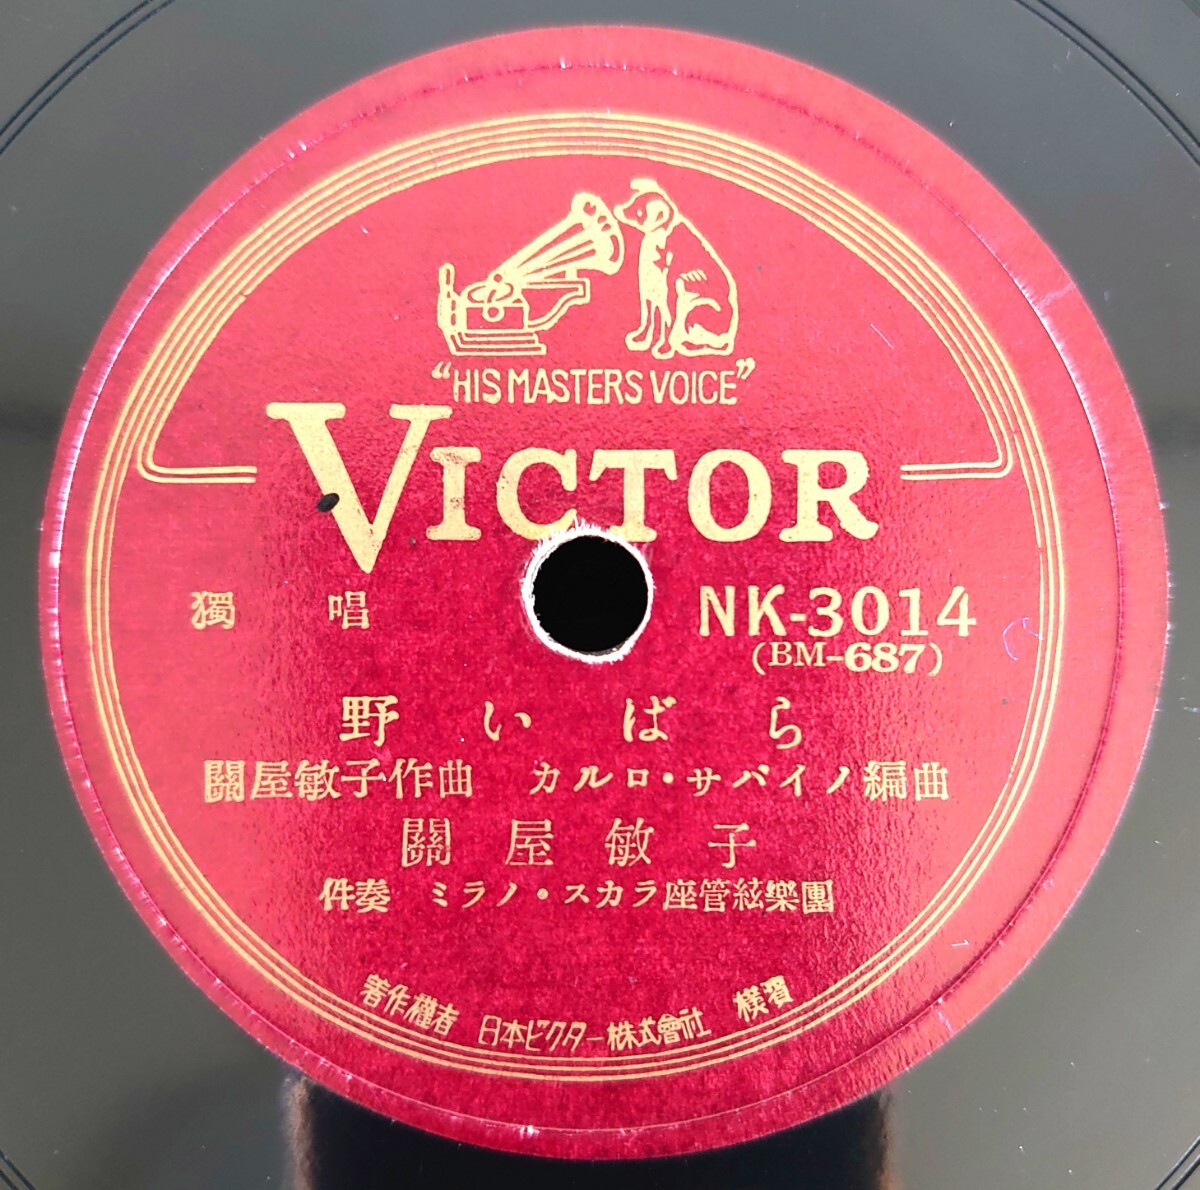 “HIS MASTERS VOICE”
VICTOR
獨唱 NK-3014
(BM-687)
野いばら
關屋敏子作曲 カルロ・サバイノ編曲
關屋敏子
伴奏 ミラノ・スカラ座管絃樂團
著作權者 日本ビクター株式會社 橫濱